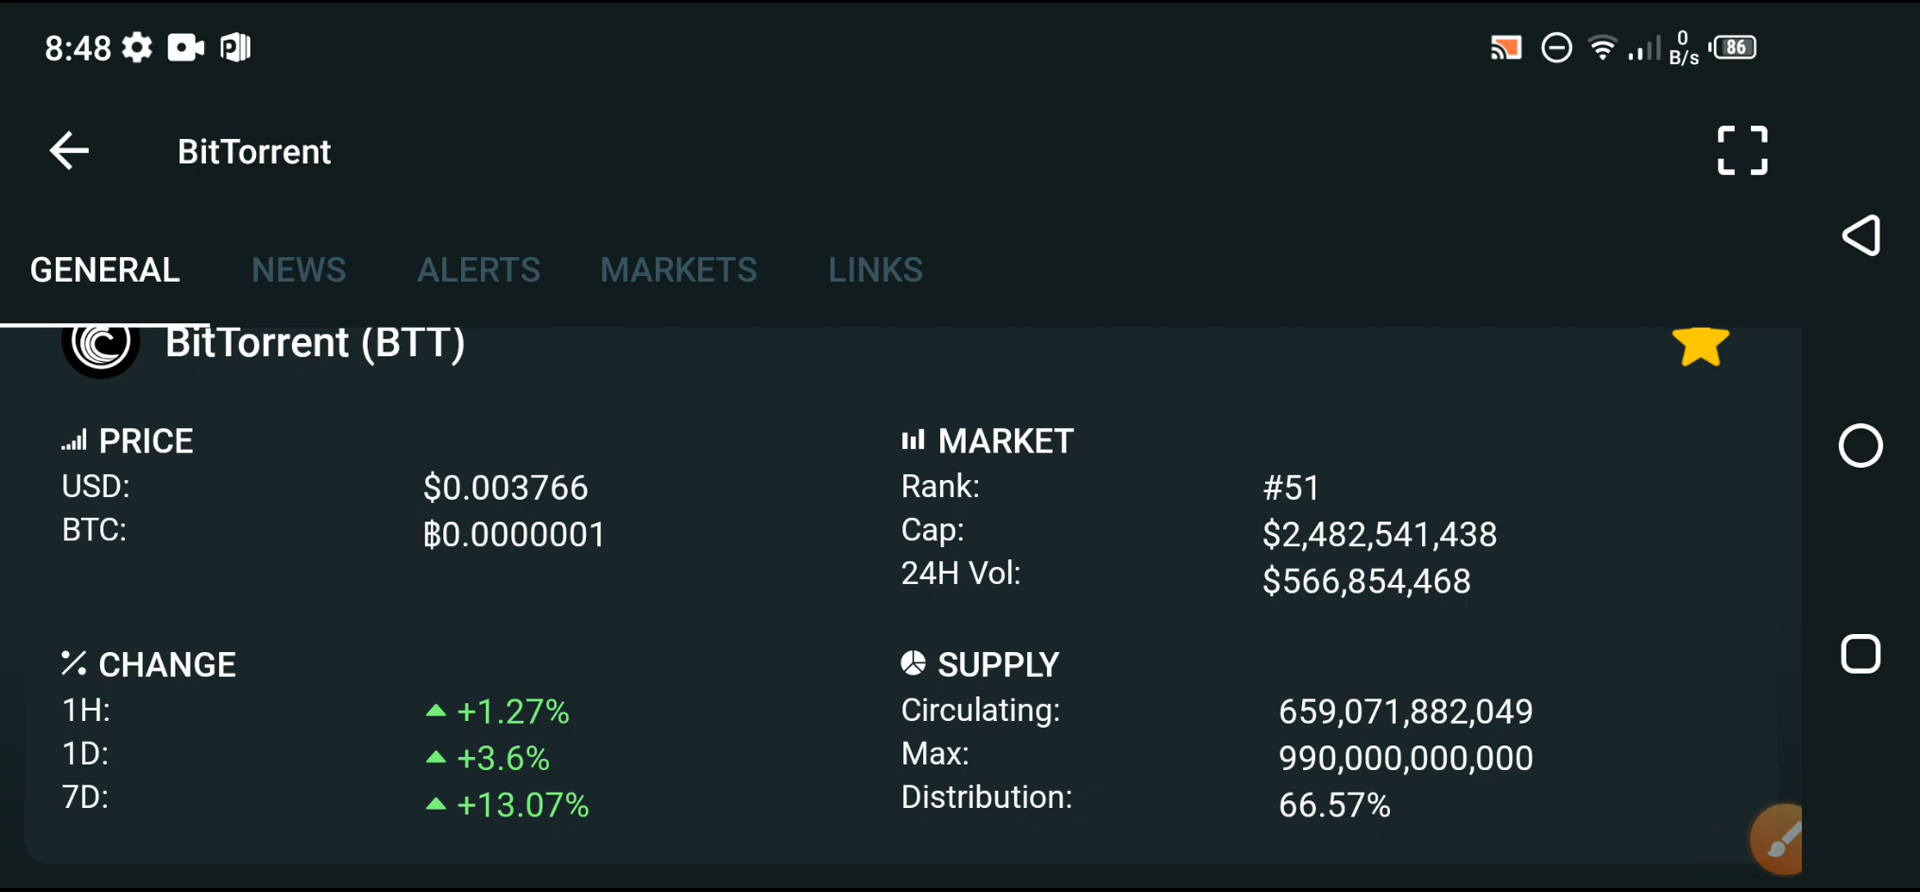 8:48
0
B/s
86
BitTorrent
GENERAL NEWS ALERTS MARKETS LINKS
BitTorrent (BTT)
PRICE
USD: $0.003766
BTC: ฿0.0000001
MARKET
Rank: #51
Cap: $2,482,541,438
24H Vol: $566,854,468
CHANGE
1H: +1.27%
1D: +3.6%
7D: +13.07%
SUPPLY
Circulating: 659,071,882,049
Max: 990,000,000,000
Distribution: 66.57%